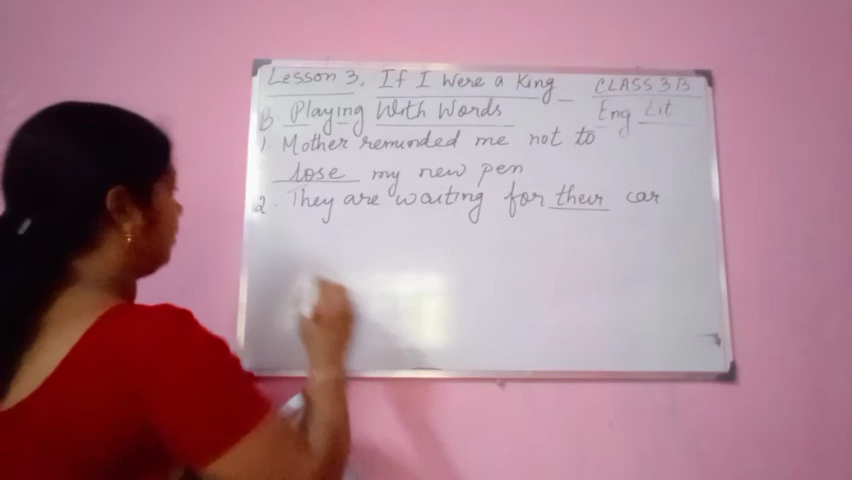 Lesson 3. If I Were a King CLASS 3 B
B. Playing With Words Eng Lit
1. Mother reminded me not to
lose my new pen
2. They are waiting for their car